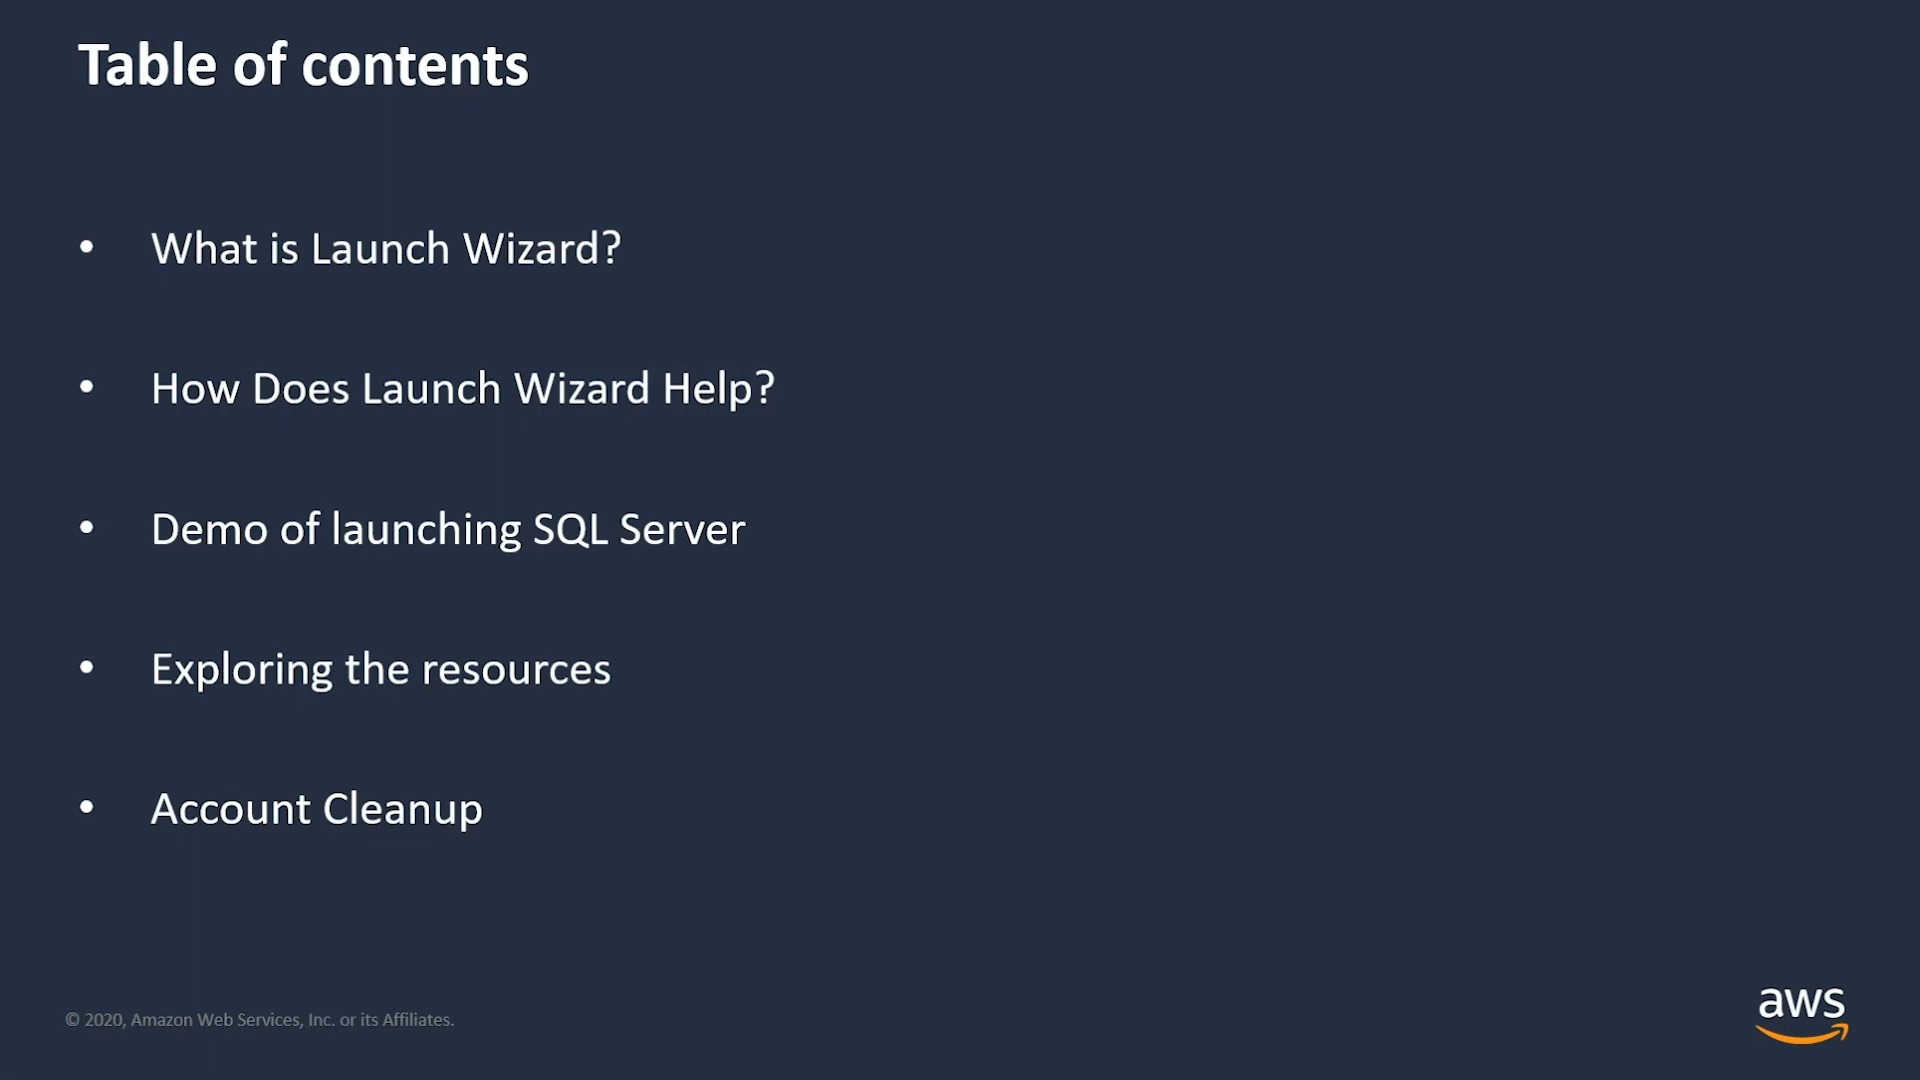 Table of contents
• What is Launch Wizard?
• How Does Launch Wizard Help?
• Demo of launching SQL Server
• Exploring the resources
• Account Cleanup
© 2020, Amazon Web Services, Inc. or its Affiliates.
aws